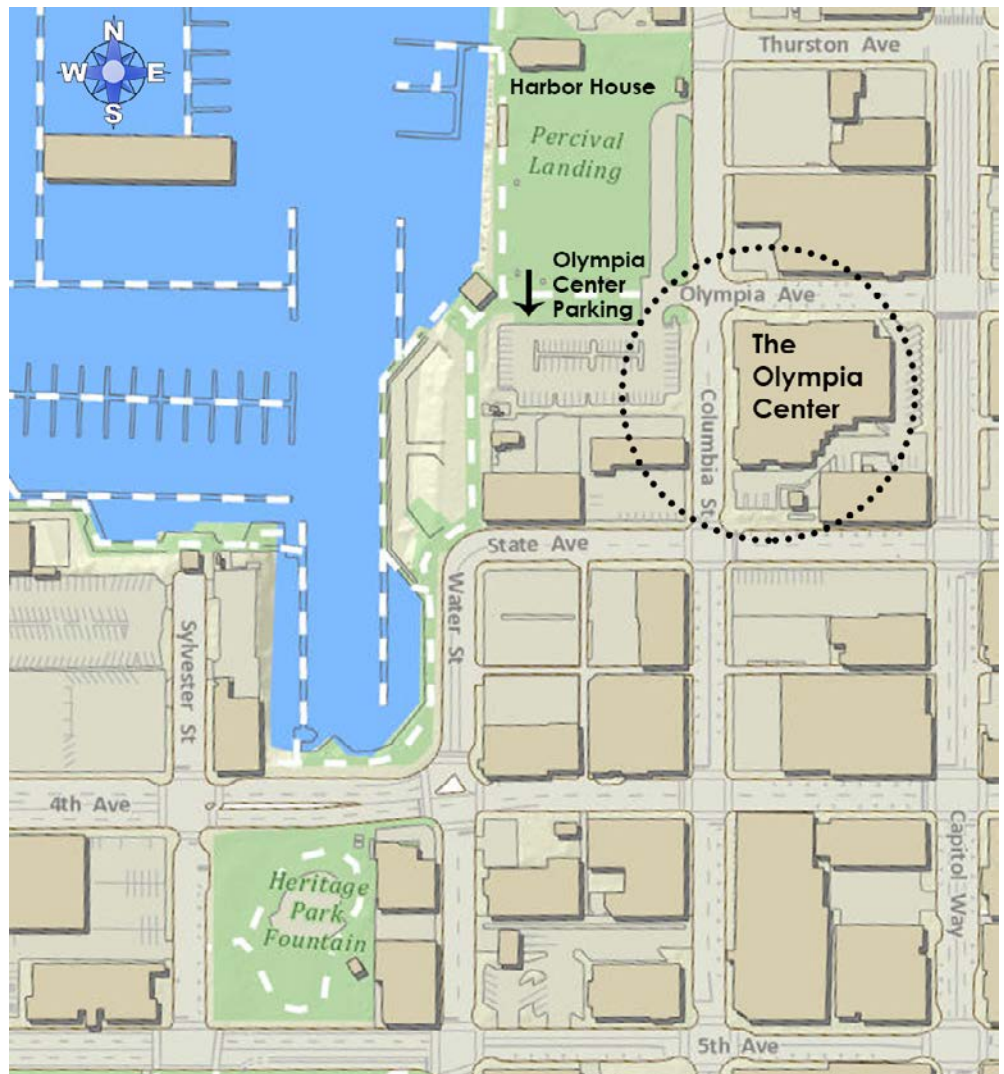 N
W E
S
Thurston Ave
Harbor House
Percival
Landing
Olympia
Center
Parking
Olympia Ave
The
Olympia
Center
Columbia St
State Ave
Water St
Sylvester St
4th Ave
Capitol Way
Heritage
Park
Fountain
5th Ave